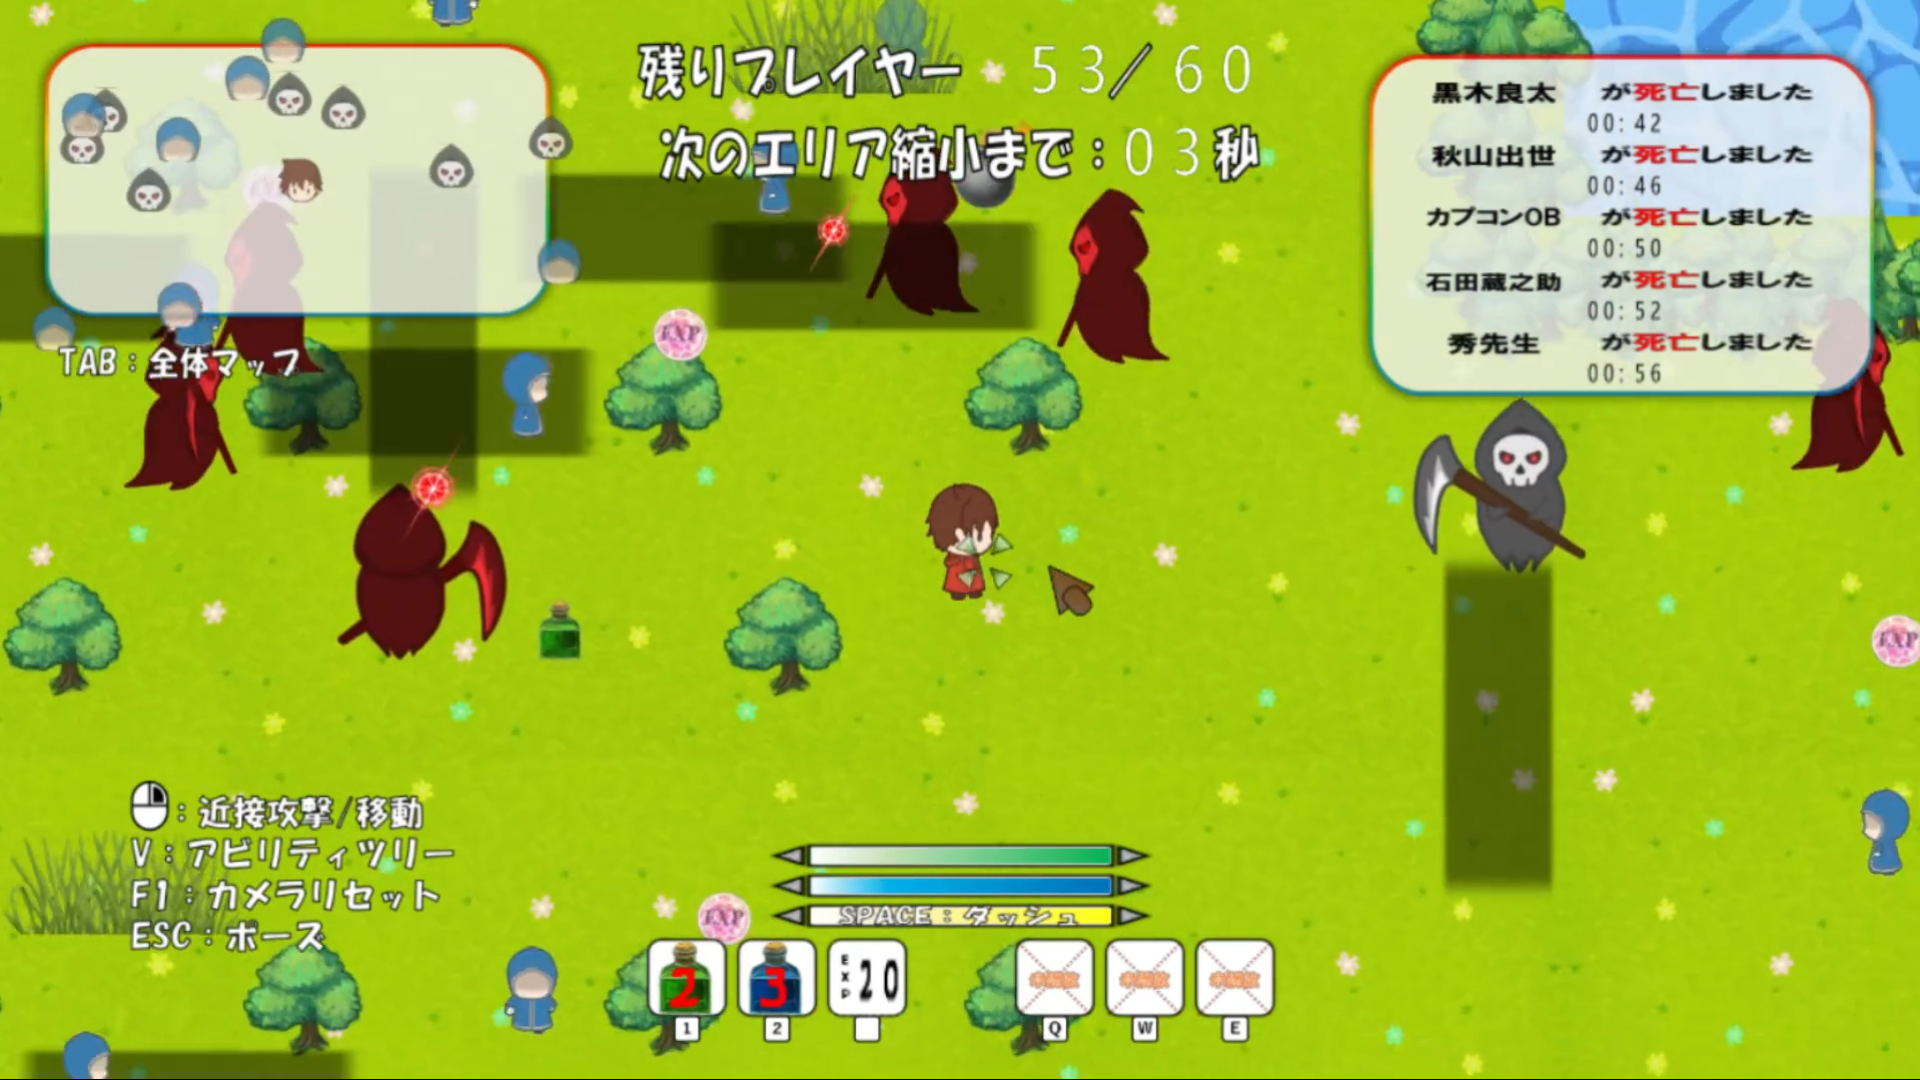 残りプレイヤー 53/60
次のエリア縮小まで:03秒
黒木良太 が死亡しました
00:42
秋山出世 が死亡しました
00:46
カプコンOB が死亡しました
00:50
石田蔵之助 が死亡しました
00:52
秀先生 が死亡しました
00:56
TAB:全体マップ
EXP
EXP
:近接攻撃/移動
V:アビリティツリー
F1:カメラリセット
ESC:ポーズ
SPACE:ダッシュ
EXP
2
3
EXP 20
1
2
Q
W
E